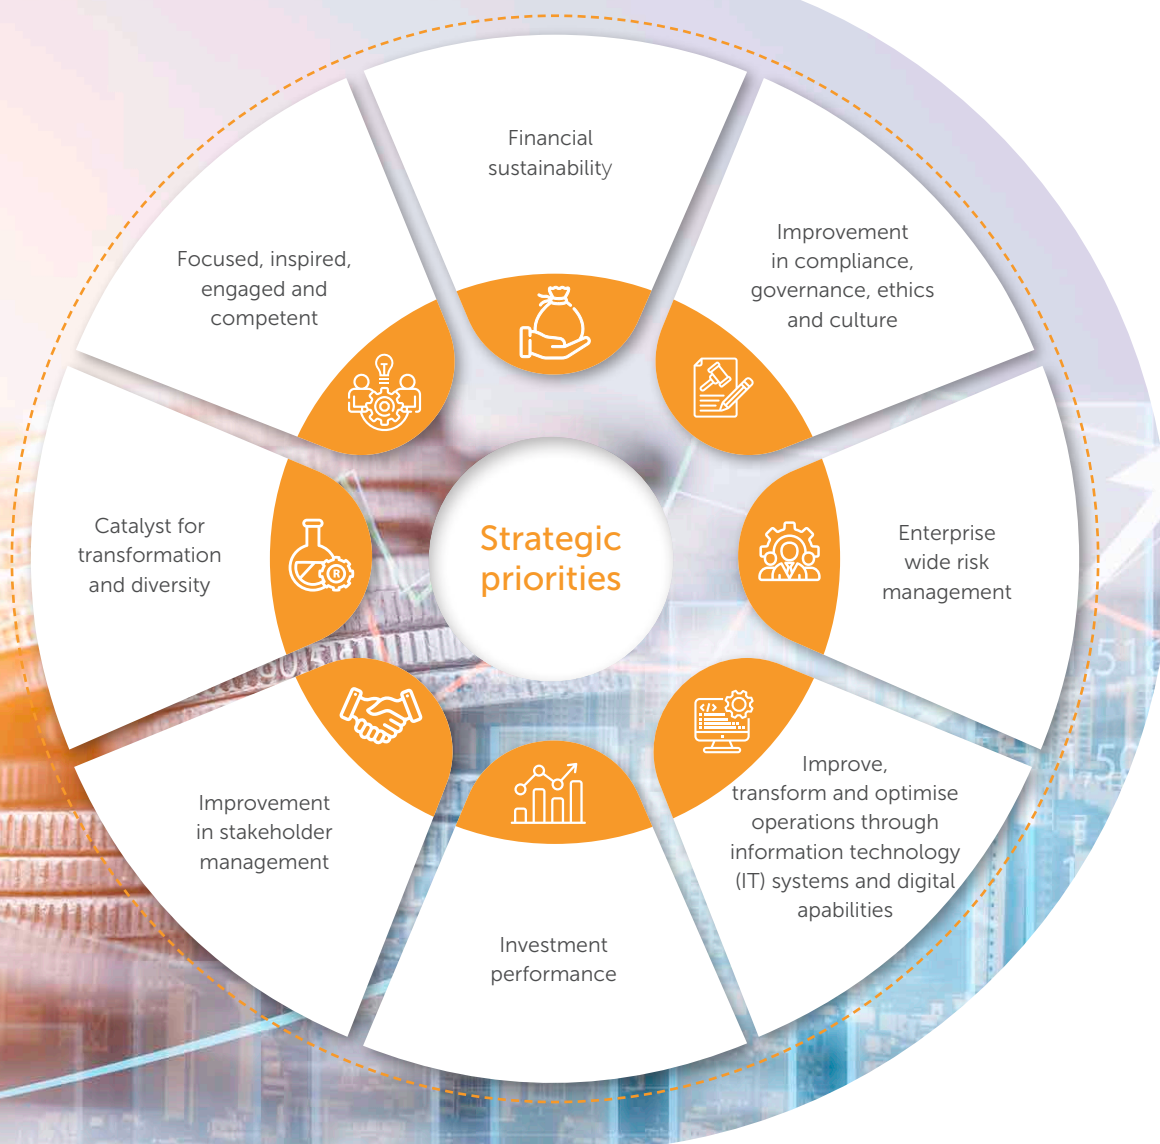 Financial
sustainability
Improvement
in compliance,
governance, ethics
and culture
Enterprise
wide risk
management
Improve,
transform and optimise
operations through
information technology
(IT) systems and digital
apabilities
Investment
performance
Improvement
in stakeholder
management
Catalyst for
transformation
and diversity
Focused, inspired,
engaged and
competent
Strategic
priorities
R
</>